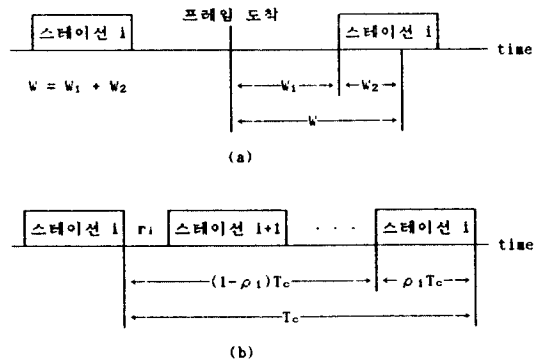 프레임 도착
스테이션 i 스테이션 i time
W = W₁ + W₂ W₁ W₂
W
(a)
스테이션 i rᵢ 스테이션 i+1 · · · 스테이션 i time
(1-ρᵢ)Tc ρᵢTc
Tc
(b)